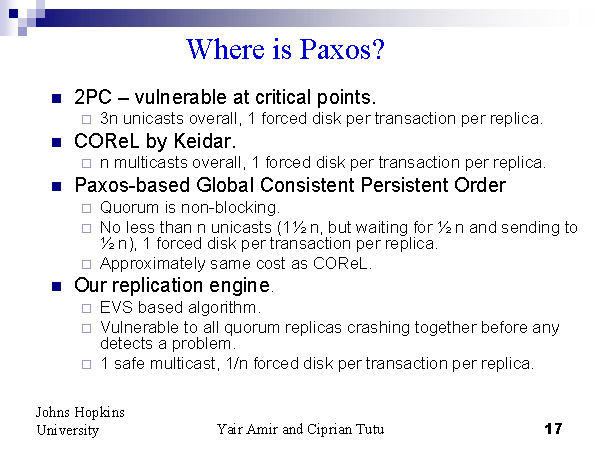 Where is Paxos?
2PC – vulnerable at critical points.
3n unicasts overall, 1 forced disk per transaction per replica.
COReL by Keidar.
n multicasts overall, 1 forced disk per transaction per replica.
Paxos-based Global Consistent Persistent Order
Quorum is non-blocking.
No less than n unicasts (1½ n, but waiting for ½ n and sending to
½ n), 1 forced disk per transaction per replica.
Approximately same cost as COReL.
Our replication engine.
EVS based algorithm.
Vulnerable to all quorum replicas crashing together before any
detects a problem.
1 safe multicast, 1/n forced disk per transaction per replica.
Johns Hopkins
University
Yair Amir and Ciprian Tutu
17